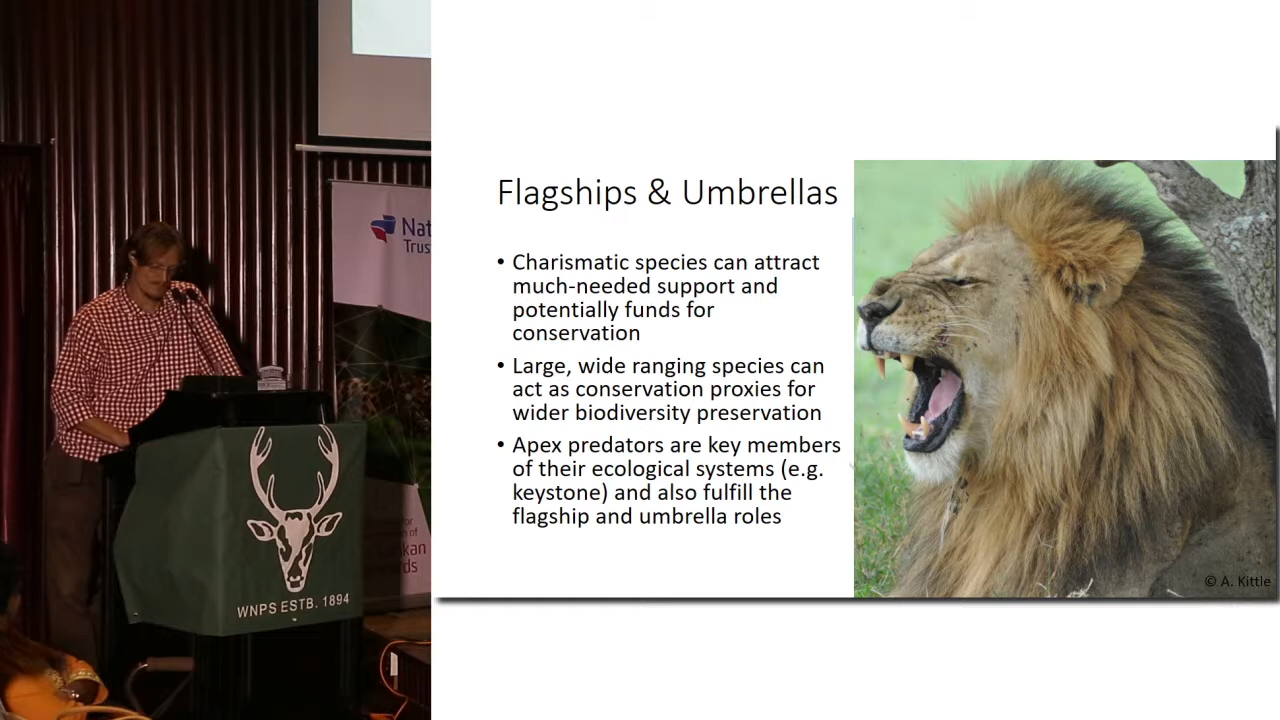 Nat
Trus
WNPS ESTB. 1894
Flagships & Umbrellas
• Charismatic species can attract
much-needed support and
potentially funds for
conservation
• Large, wide ranging species can
act as conservation proxies for
wider biodiversity preservation
• Apex predators are key members
of their ecological systems (e.g.
keystone) and also fulfill the
flagship and umbrella roles
© A. Kittle